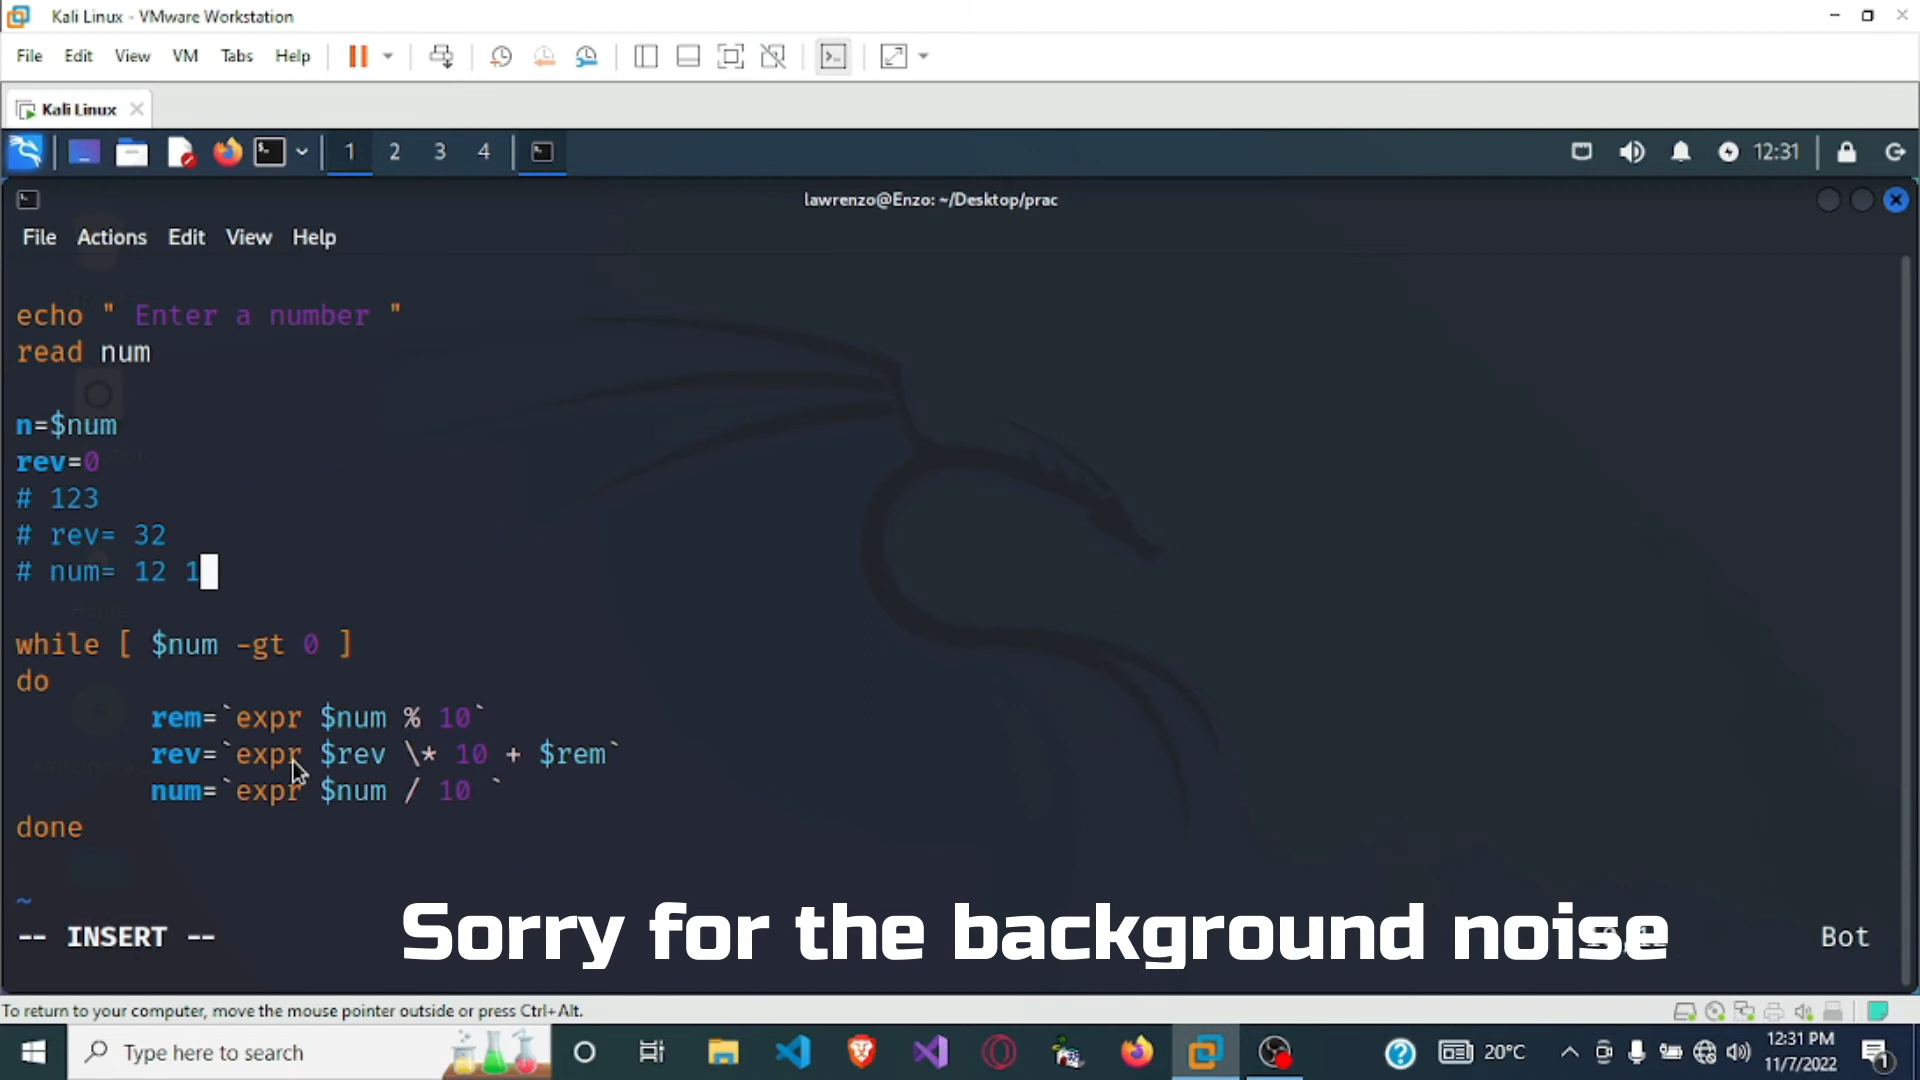 Kali Linux - VMware Workstation
File Edit View VM Tabs Help
Kali Linux
1 2 3 4
12:31
lawrenzo@Enzo: ~/Desktop/prac
File Actions Edit View Help
echo " Enter a number "
read num
n=$num
rev=0
# 123
# rev= 32
# num= 12 1
while [ $num -gt 0 ]
do
rem=`expr $num % 10`
rev=`expr $rev \* 10 + $rem`
num=`expr $num / 10 `
done
~
-- INSERT --
Bot
Sorry for the background noise
To return to your computer, move the mouse pointer outside or press Ctrl+Alt.
Type here to search
20°C
12:31 PM
11/7/2022
1